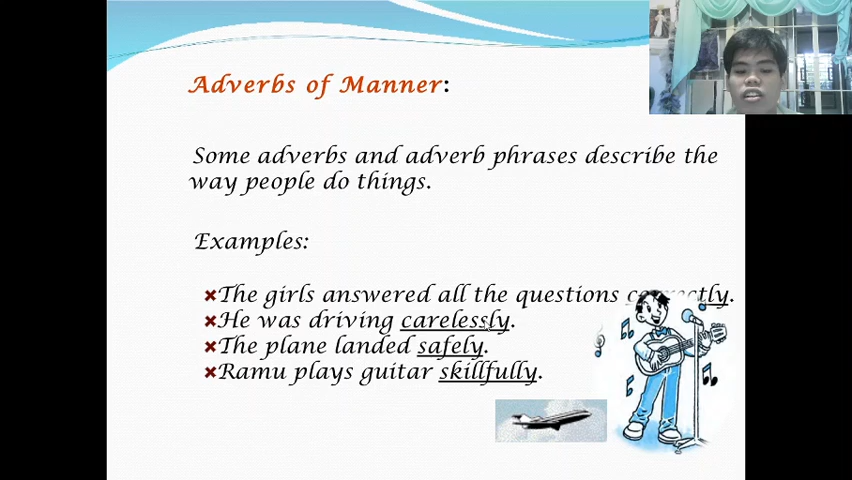 Adverbs of Manner:
Some adverbs and adverb phrases describe the
way people do things.
Examples:
The girls answered all the questions correctly.
He was driving carelessly.
The plane landed safely.
Ramu plays guitar skillfully.